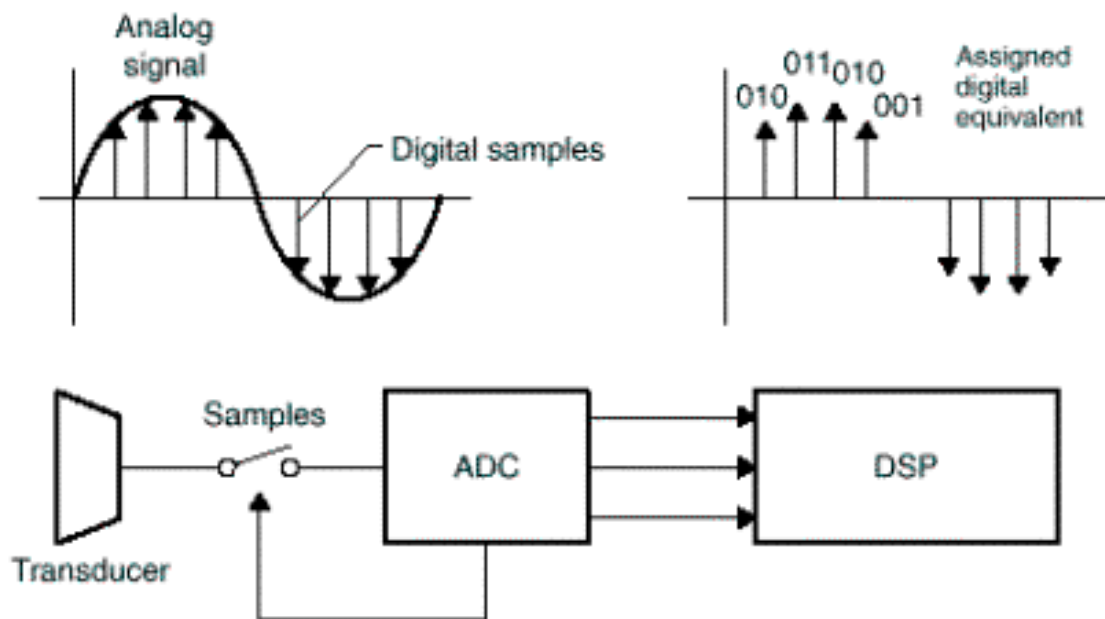 Analog
signal
Digital samples
010
011
010
001
Assigned
digital
equivalent
Samples
Transducer
ADC
DSP